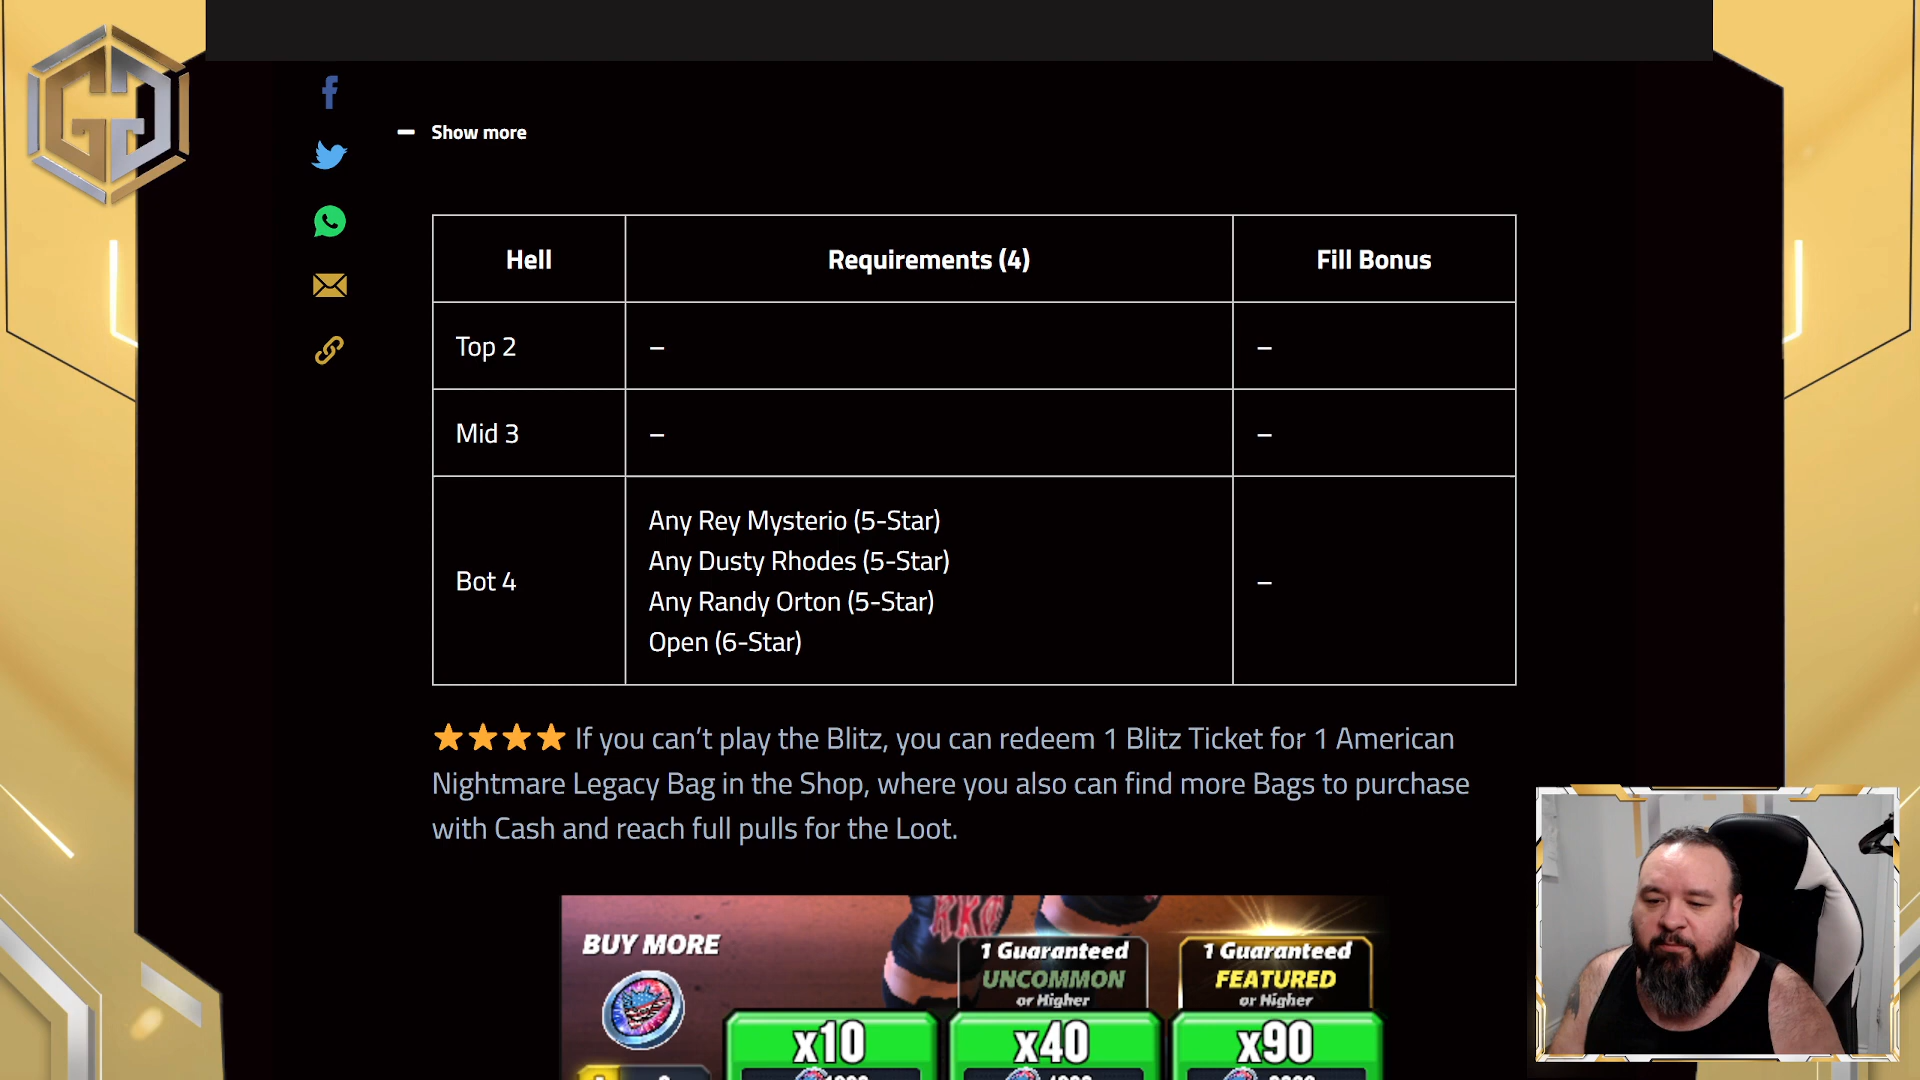 Show more
Hell
Requirements (4)
Fill Bonus
Top 2
–
–
Mid 3
–
–
Bot 4
Any Rey Mysterio (5-Star)
Any Dusty Rhodes (5-Star)
Any Randy Orton (5-Star)
Open (6-Star)
–
If you can’t play the Blitz, you can redeem 1 Blitz Ticket for 1 American
Nightmare Legacy Bag in the Shop, where you also can find more Bags to purchase
with Cash and reach full pulls for the Loot.
BUY MORE
RKO
1 Guaranteed
UNCOMMON
or Higher
1 Guaranteed
FEATURED
or Higher
x10
x40
x90